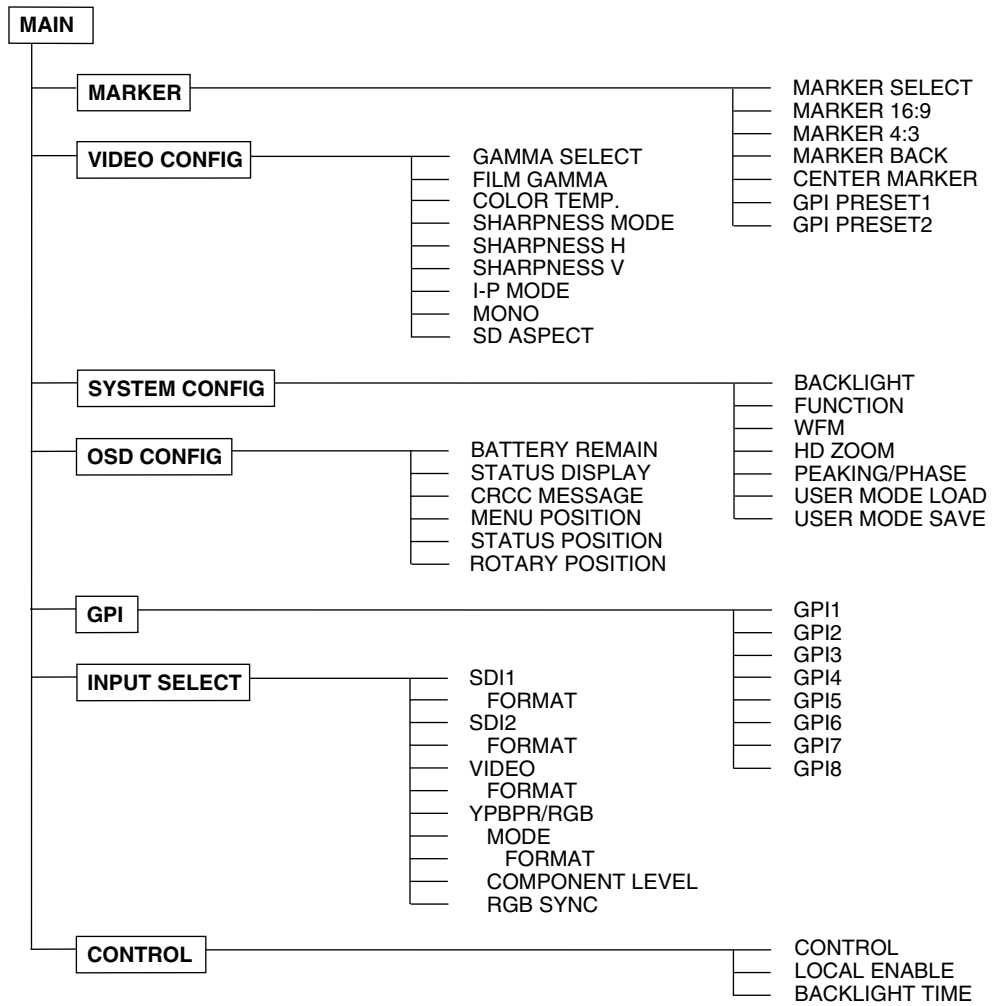 MAIN
MARKER
MARKER SELECT
MARKER 16:9
MARKER 4:3
MARKER BACK
CENTER MARKER
GPI PRESET1
GPI PRESET2
VIDEO CONFIG
GAMMA SELECT
FILM GAMMA
COLOR TEMP.
SHARPNESS MODE
SHARPNESS H
SHARPNESS V
I-P MODE
MONO
SD ASPECT
SYSTEM CONFIG
BACKLIGHT
FUNCTION
WFM
HD ZOOM
PEAKING/PHASE
USER MODE LOAD
USER MODE SAVE
OSD CONFIG
BATTERY REMAIN
STATUS DISPLAY
CRCC MESSAGE
MENU POSITION
STATUS POSITION
ROTARY POSITION
GPI
GPI1
GPI2
GPI3
GPI4
GPI5
GPI6
GPI7
GPI8
INPUT SELECT
SDI1
FORMAT
SDI2
FORMAT
VIDEO
FORMAT
YPBPR/RGB
MODE
FORMAT
COMPONENT LEVEL
RGB SYNC
CONTROL
CONTROL
LOCAL ENABLE
BACKLIGHT TIME